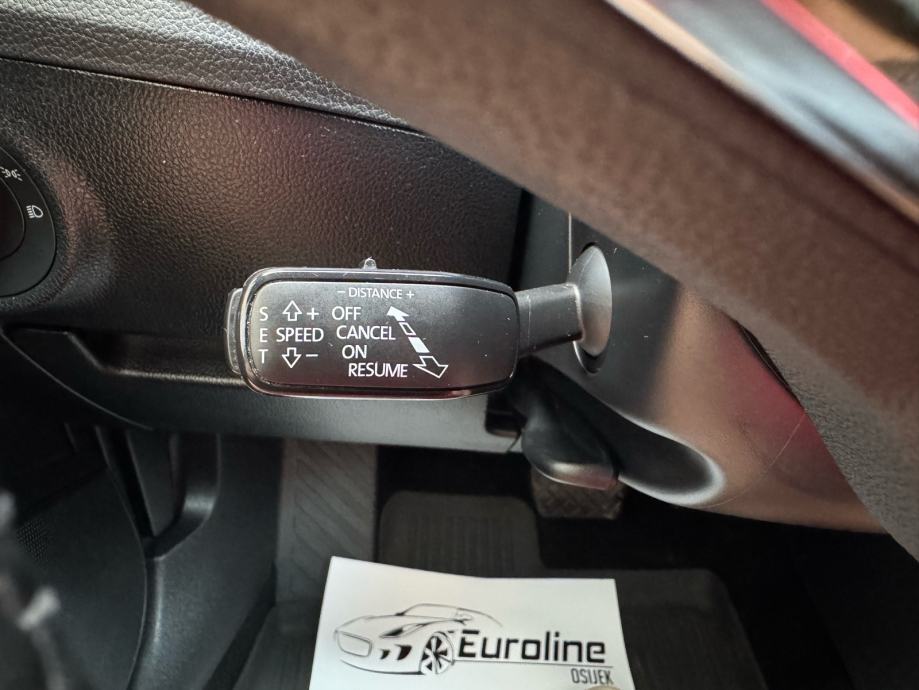 − DISTANCE +
S + OFF
E SPEED CANCEL
T − ON
RESUME
Euroline
OSIJEK